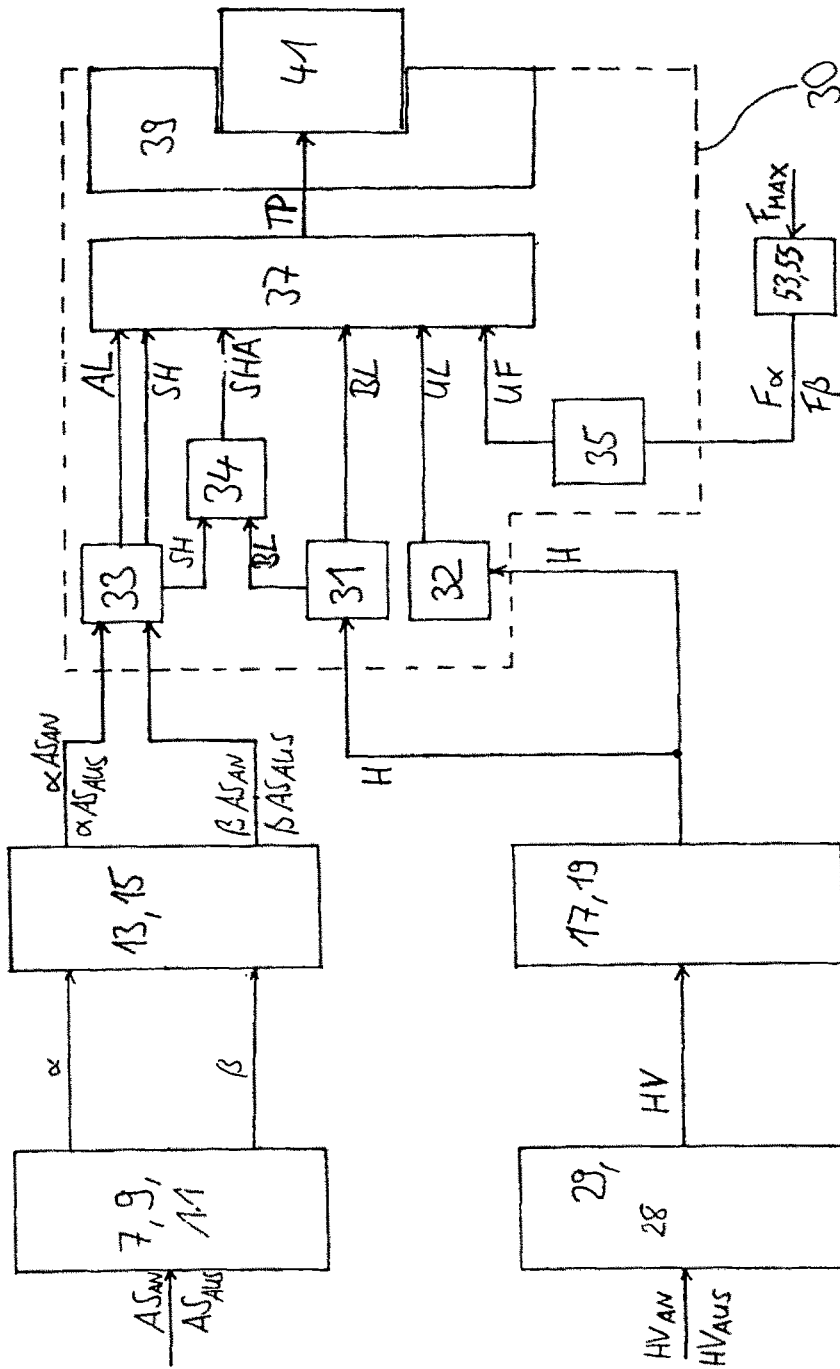 AS_AN
AS_AUS
7, 9,
11
α
β
13, 15
αAS_AN
αAS_AUS
βAS_AN
βAS_AUS
33
AL
SH
SH
34
SHA
BL
31
BL
32
UL
H
H
35
UF
37
TP
39
41
30
F_MAX
53,55
Fα
Fβ
HV_AN
HV_AUS
29,
28
HV
17, 19